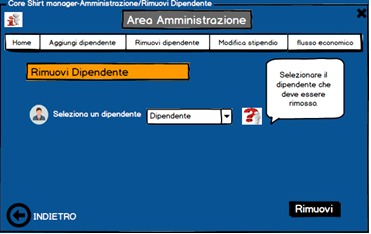 Core Shirt manager-Amministrazione/Rimuovi Dipendente
Area Amministrazione
Home Aggiungi dipendente Rimuovi dipendente Modifica stipendio flusso economico
Rimuovi Dipendente
Selezionare il
dipendente che
deve essere
rimosso.
Seleziona un dipendente Dipendente
Rimuovi
INDIETRO